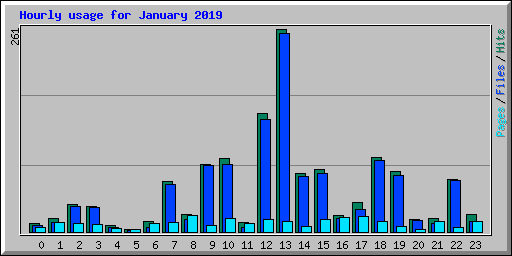 Hourly usage for January 2019
261
Pages/Files/Hits
0 1 2 3 4 5 6 7 8 9 10 11 12 13 14 15 16 17 18 19 20 21 22 23